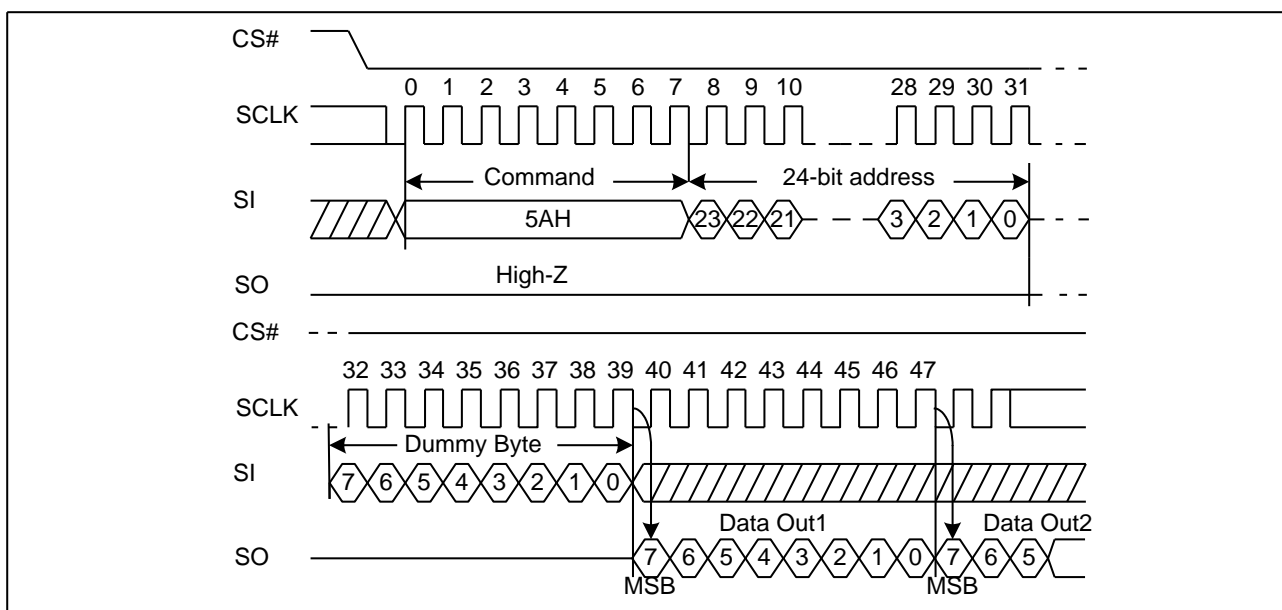 CS#
0 1 2 3 4 5 6 7 8 9 10 28 29 30 31
SCLK
Command 24-bit address
SI
5AH 23 22 21 3 2 1 0
High-Z
SO
CS#
32 33 34 35 36 37 38 39 40 41 42 43 44 45 46 47
SCLK
Dummy Byte
SI
7 6 5 4 3 2 1 0
Data Out1 Data Out2
SO
7 6 5 4 3 2 1 0 7 6 5
MSB MSB